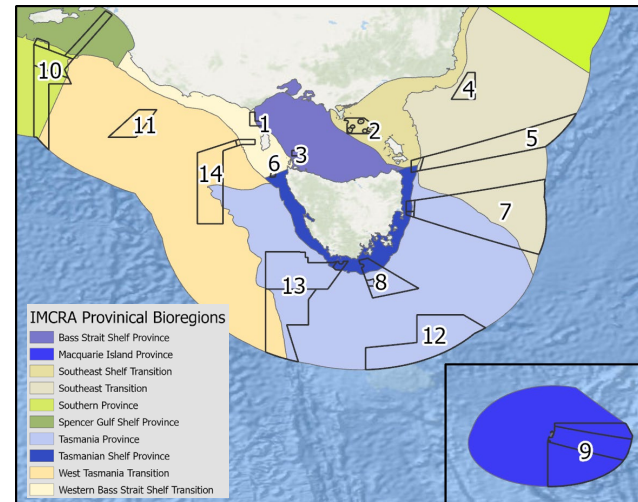 10
11
1
2
4
5
3
6
14
7
13
8
12
9
IMCRA Provinical Bioregions
Bass Strait Shelf Province
Macquarie Island Province
Southeast Shelf Transition
Southeast Transition
Southern Province
Spencer Gulf Shelf Province
Tasmania Province
Tasmanian Shelf Province
West Tasmania Transition
Western Bass Strait Shelf Transition